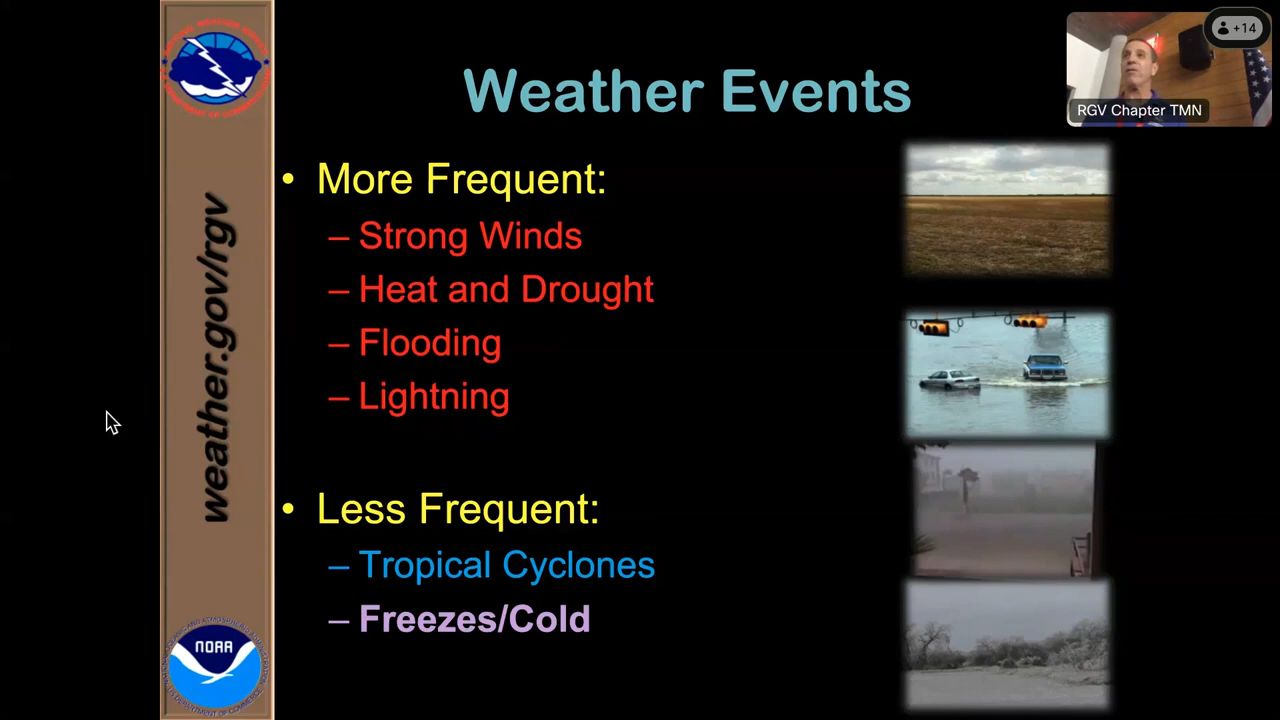 Weather Events
+14
RGV Chapter TMN
weather.gov/rgv
• More Frequent:
– Strong Winds
– Heat and Drought
– Flooding
– Lightning
• Less Frequent:
– Tropical Cyclones
– Freezes/Cold
NOAA